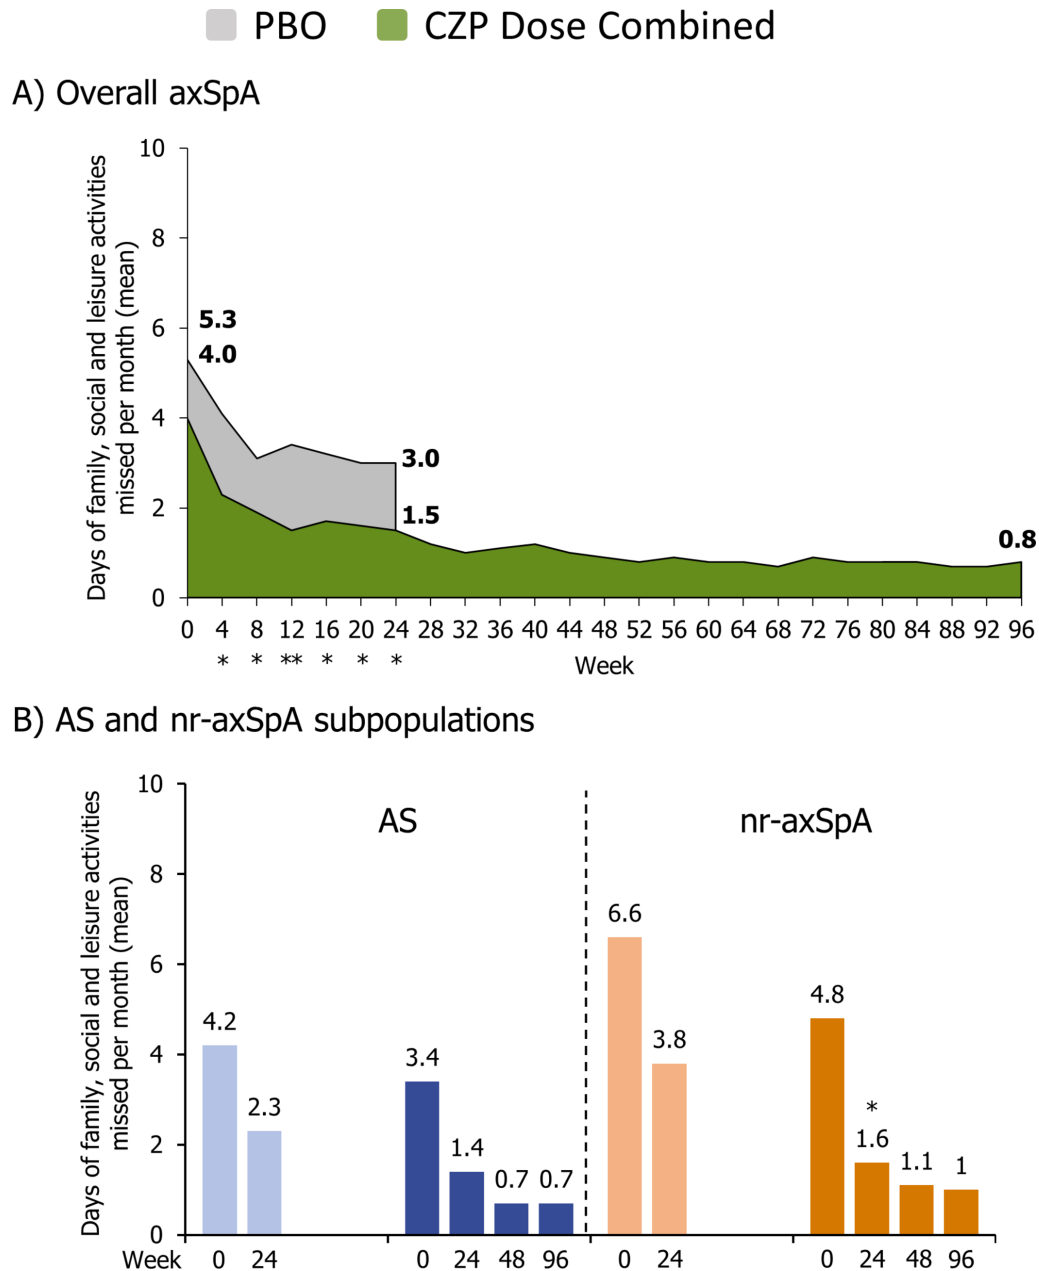 PBO CZP Dose Combined
A) Overall axSpA
Days of family, social and leisure activities
missed per month (mean)
10
8
6
4
2
0
5.3
4.0
3.0
1.5
0.8
0 4 8 12 16 20 24 28 32 36 40 44 48 52 56 60 64 68 72 76 80 84 88 92 96
* * ** * * *
Week
B) AS and nr-axSpA subpopulations
Days of family, social and leisure activities
missed per month (mean)
10
8
6
4
2
0
AS
nr-axSpA
4.2
2.3
3.4
1.4
0.7
0.7
6.6
3.8
4.8
*
1.6
1.1
1
Week 0 24 0 24 48 96 0 24 0 24 48 96